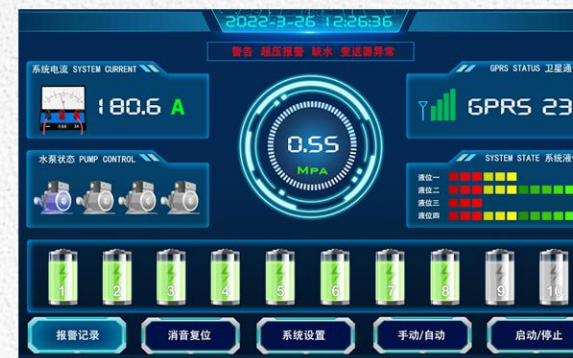 2022-3-26 12:26:36
警告 超压报警 缺水 变送器异常
系统电流 SYSTEM CURRENT
180.6 A
GPRS STATUS 卫星通
GPRS 23
0.55
MPA
水泵状态 PUMP CONTROL
SYSTEM STATE 系统液
液位一
液位二
液位三
液位四
1 2 3 4 5 6 7 8 9 10
报警记录 消音复位 系统设置 手动/自动 启动/停止